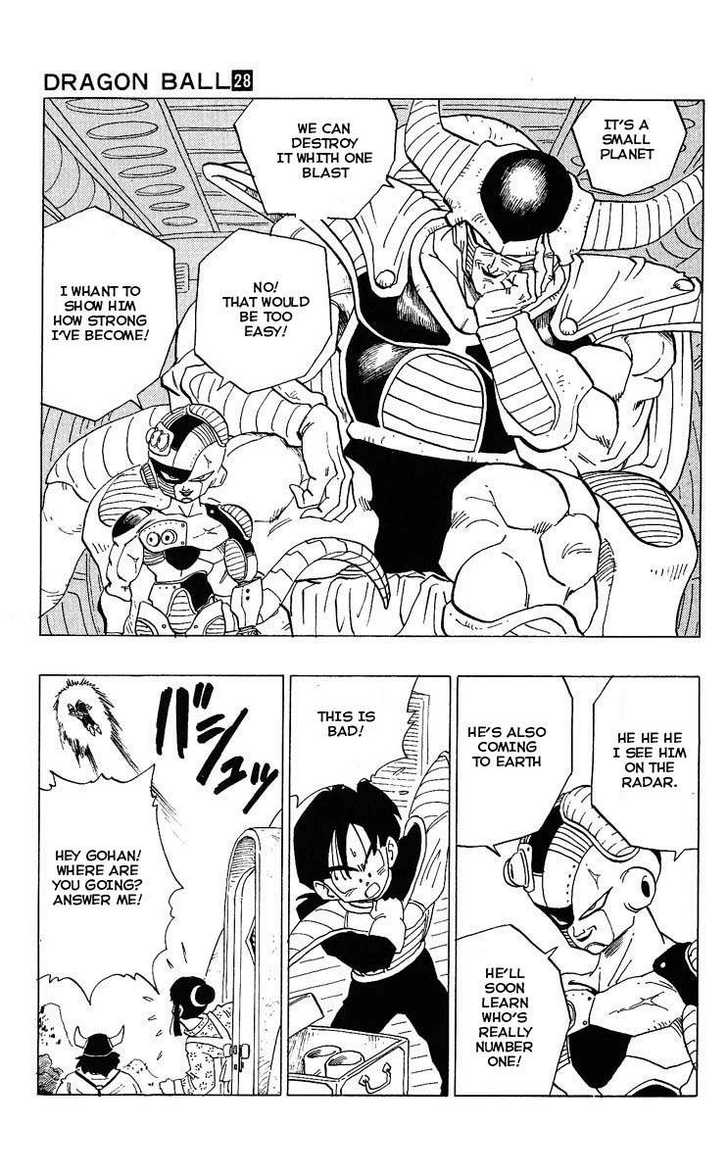 DRAGON BALL 28
IT'S A
SMALL
PLANET
WE CAN
DESTROY
IT WHITH ONE
BLAST
NO!
THAT WOULD
BE TOO
EASY!
I WHANT TO
SHOW HIM
HOW STRONG
I'VE BECOME!
HE HE HE
I SEE HIM
ON THE
RADAR.
HE'S ALSO
COMING
TO EARTH
HE'LL
SOON
LEARN
WHO'S
REALLY
NUMBER
ONE!
THIS IS
BAD!
バシュッ
HEY GOHAN!
WHERE ARE
YOU GOING?
ANSWER ME!